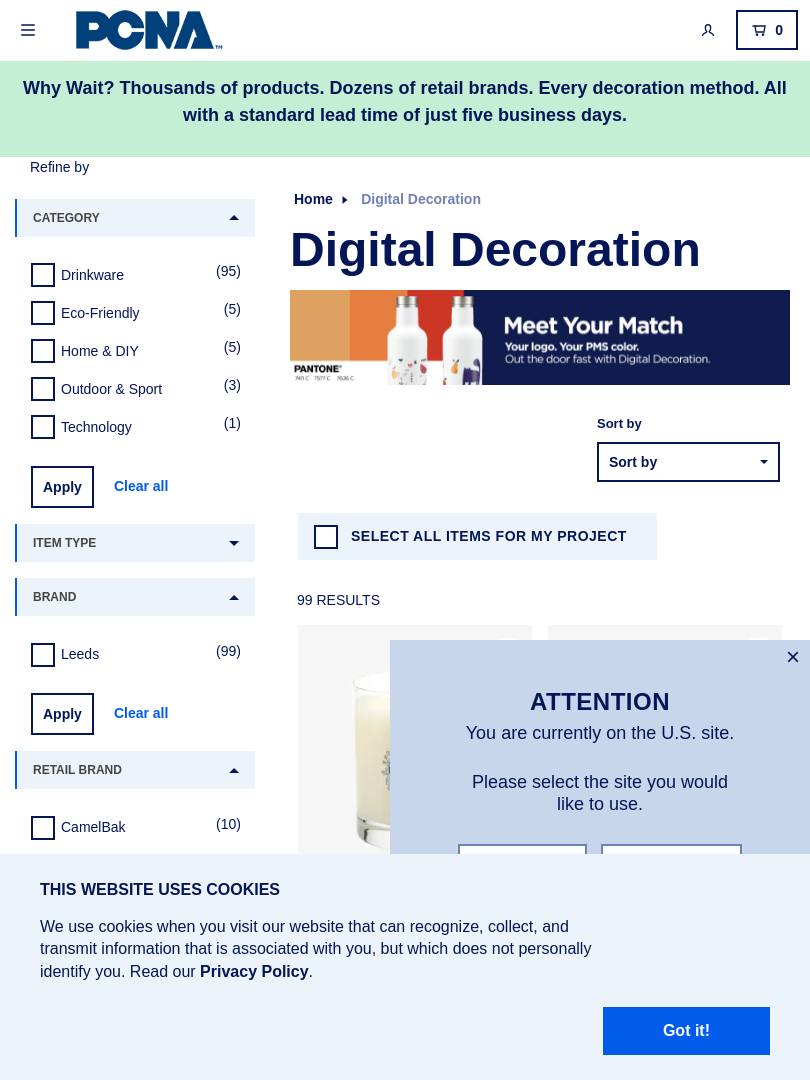 PCNA™
0
Why Wait? Thousands of products. Dozens of retail brands. Every decoration method. All
with a standard lead time of just five business days.
Refine by
CATEGORY
Drinkware (95)
Eco-Friendly (5)
Home & DIY (5)
Outdoor & Sport (3)
Technology (1)
Apply Clear all
ITEM TYPE
BRAND
Leeds (99)
Apply Clear all
RETAIL BRAND
CamelBak (10)
Home Digital Decoration
Digital Decoration
PANTONE®
7411 C 7577 C 7626 C
Meet Your Match
Your logo. Your PMS color.
Out the door fast with Digital Decoration.
Sort by
Sort by
SELECT ALL ITEMS FOR MY PROJECT
99 RESULTS
ATTENTION
You are currently on the U.S. site.
Please select the site you would
like to use.
THIS WEBSITE USES COOKIES
We use cookies when you visit our website that can recognize, collect, and
transmit information that is associated with you, but which does not personally
identify you. Read our Privacy Policy.
Got it!